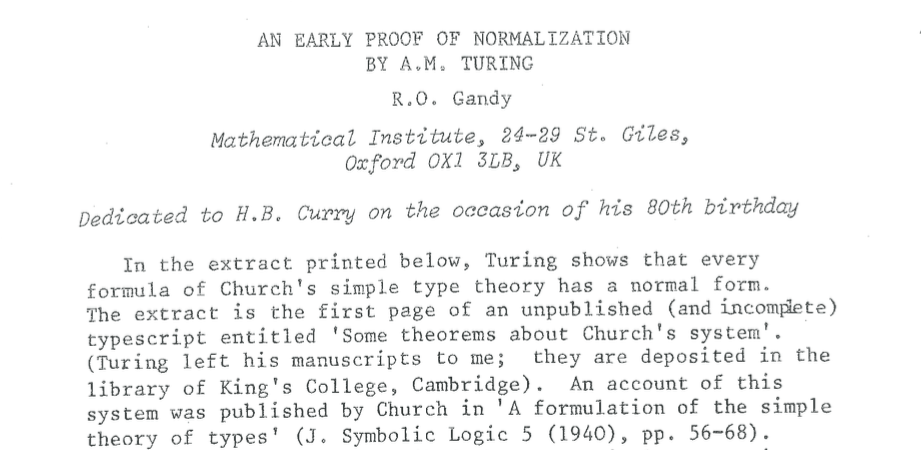 AN EARLY PROOF OF NORMALIZATION
BY A.M. TURING
R.O. Gandy
Mathematical Institute, 24-29 St. Giles,
Oxford OX1 3LB, UK
Dedicated to H.B. Curry on the occasion of his 80th birthday
In the extract printed below, Turing shows that every
formula of Church's simple type theory has a normal form.
The extract is the first page of an unpublished (and incomplete)
typescript entitled 'Some theorems about Church's system'.
(Turing left his manuscripts to me; they are deposited in the
library of King's College, Cambridge). An account of this
system was published by Church in 'A formulation of the simple
theory of types' (J. Symbolic Logic 5 (1940), pp. 56-68).